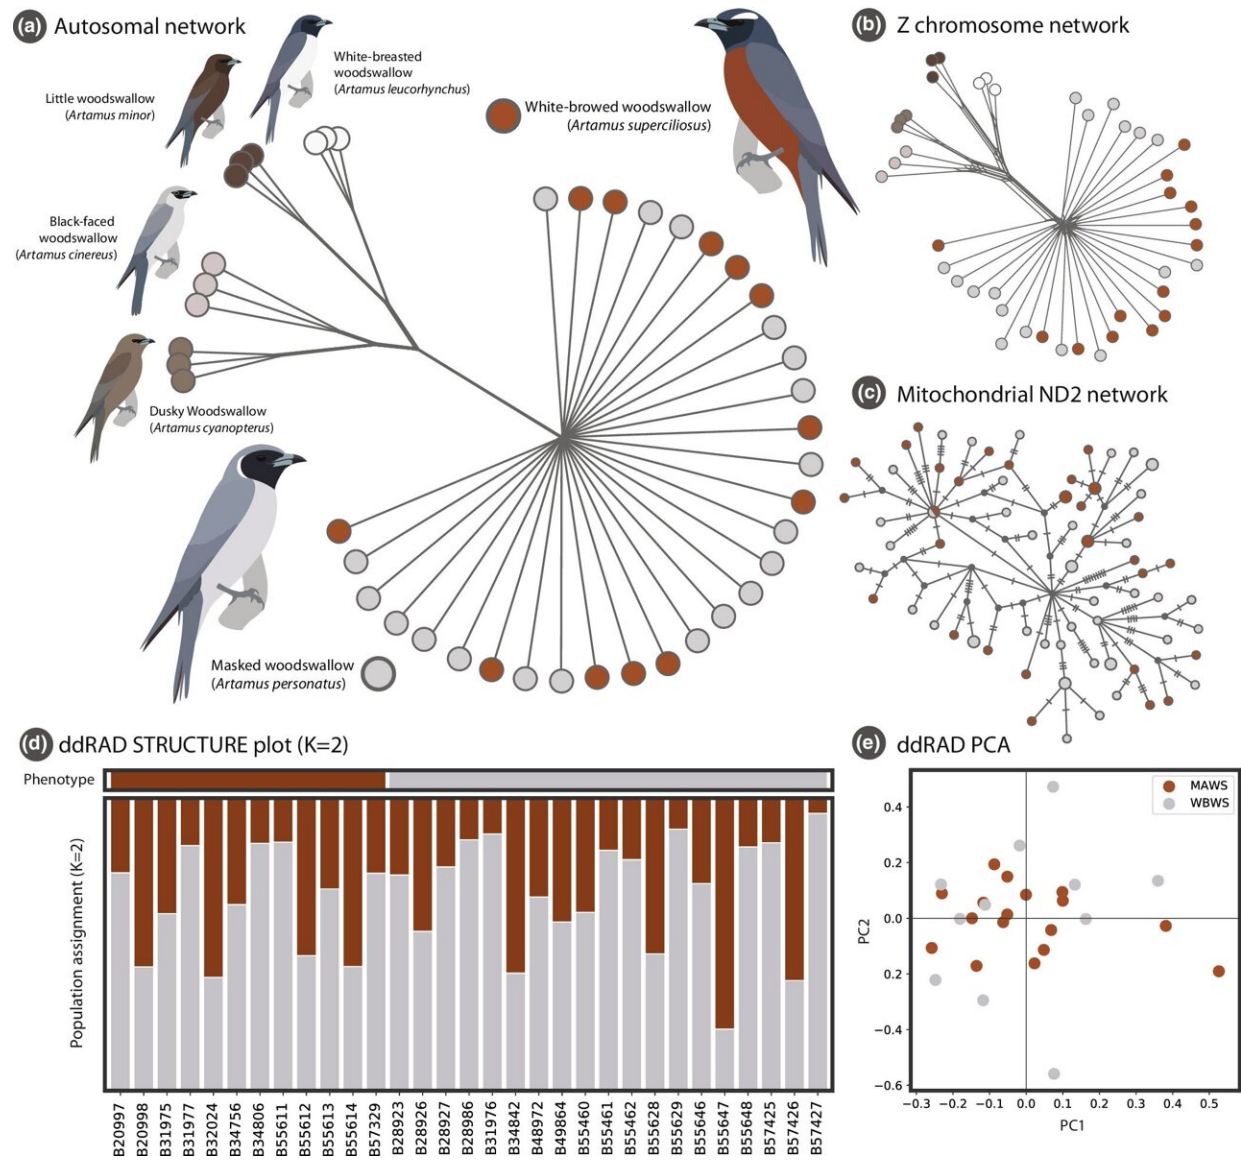 (a) Autosomal network
White-breasted
woodswallow
(Artamus leucorhynchus)
Little woodswallow
(Artamus minor)
White-browed woodswallow
(Artamus superciliosus)
Black-faced
woodswallow
(Artamus cinereus)
Dusky Woodswallow
(Artamus cyanopterus)
Masked woodswallow
(Artamus personatus)
(b) Z chromosome network
(c) Mitochondrial ND2 network
(d) ddRAD STRUCTURE plot (K=2)
Phenotype
Population assignment (K=2)
B20997
B20998
B31975
B31977
B32024
B34756
B34806
B55611
B55612
B55613
B55614
B57329
B28923
B28926
B28927
B28986
B31976
B34842
B48972
B49864
B55460
B55461
B55462
B55628
B55629
B55646
B55647
B55648
B57425
B57426
B57427
(e) ddRAD PCA
MAWS
WBWS
PC2
0.4
0.2
0.0
0.2
−0.4
−0.6
−0.3 −0.2 −0.1 0.0 0.1 0.2 0.3 0.4 0.5
PC1